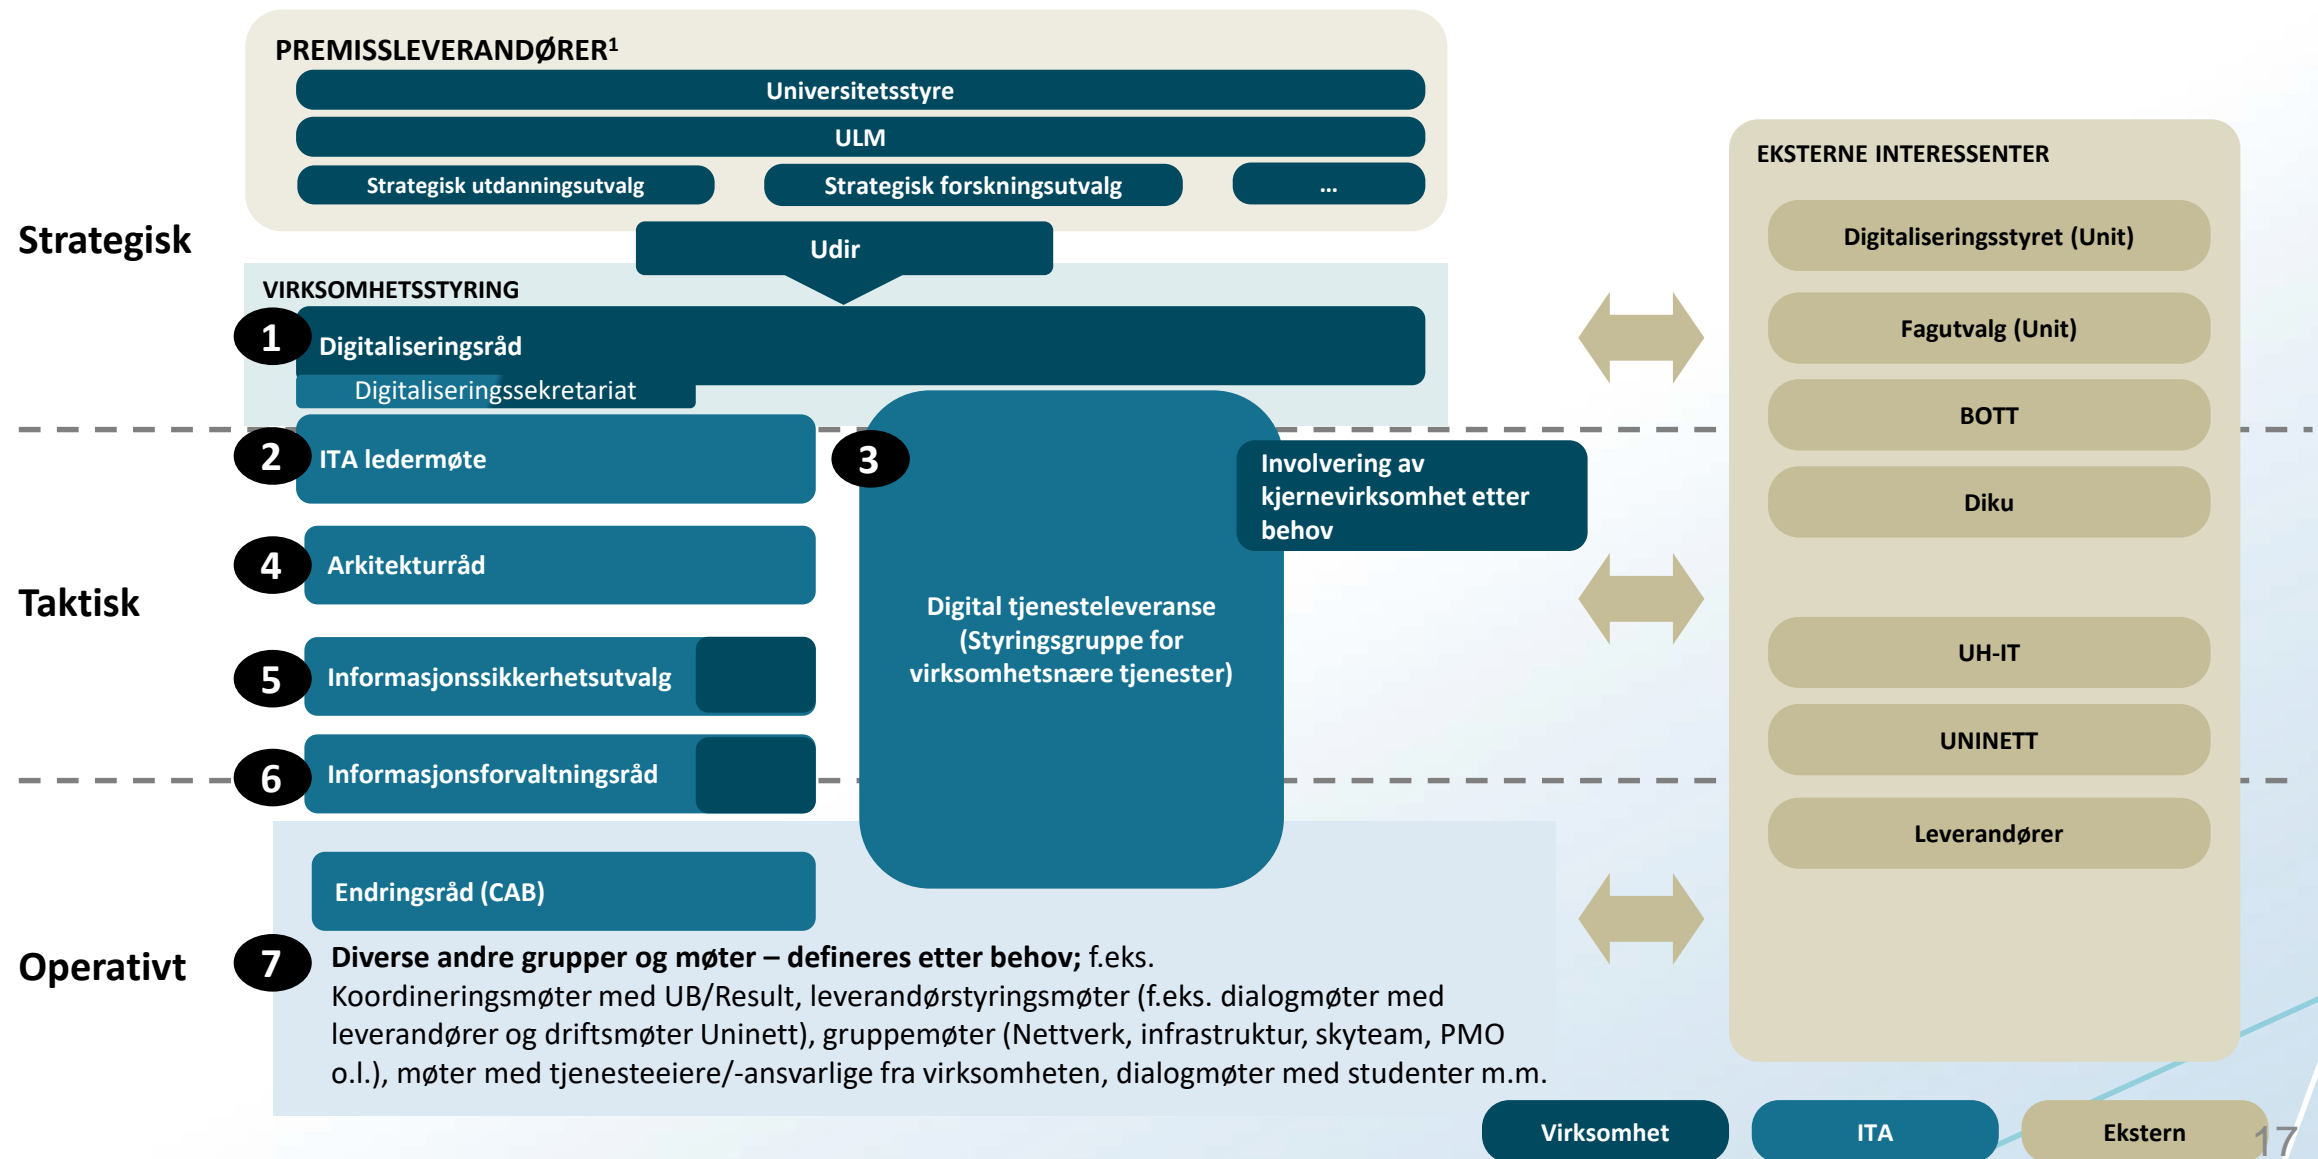 PREMISSLEVERANDØRER¹
Universitetsstyre
ULM
Strategisk utdanningsutvalg
Strategisk forskningsutvalg
...
Strategisk
Udir
VIRKSOMHETSSTYRING
1
Digitaliseringsråd
Digitaliseringssekretariat
2
ITA ledermøte
3
Involvering av
kjernevirksomhet etter
behov
4
Arkitekturråd
Taktisk
Digital tjenesteleveranse
(Styringsgruppe for
virksomhetsnære tjenester)
5
Informasjonssikkerhetsutvalg
6
Informasjonsforvaltningsråd
Endringsråd (CAB)
Operativt
7
Diverse andre grupper og møter – defineres etter behov; f.eks.
Koordineringsmøter med UB/Result, leverandørstyringsmøter (f.eks. dialogmøter med
leverandører og driftsmøter Uninett), gruppemøter (Nettverk, infrastruktur, skyteam, PMO
o.l.), møter med tjenesteeiere/-ansvarlige fra virksomheten, dialogmøter med studenter m.m.
EKSTERNE INTERESSENTER
Digitaliseringsstyret (Unit)
Fagutvalg (Unit)
BOTT
Diku
UH-IT
UNINETT
Leverandører
Virksomhet
ITA
Ekstern
17